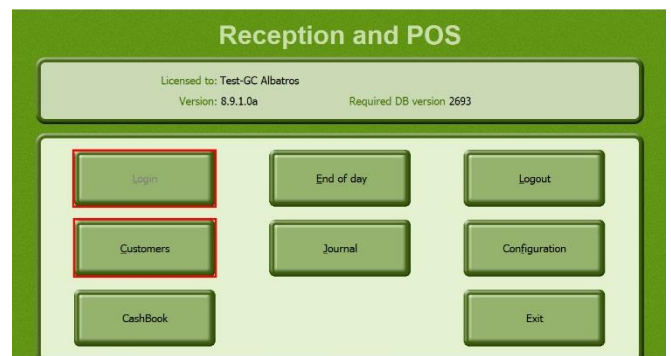 Reception and POS
Licensed to: Test-GC Albatros
Version: 8.9.1.0a Required DB version 2693
Login End of day Logout
Customers Journal Configuration
CashBook Exit